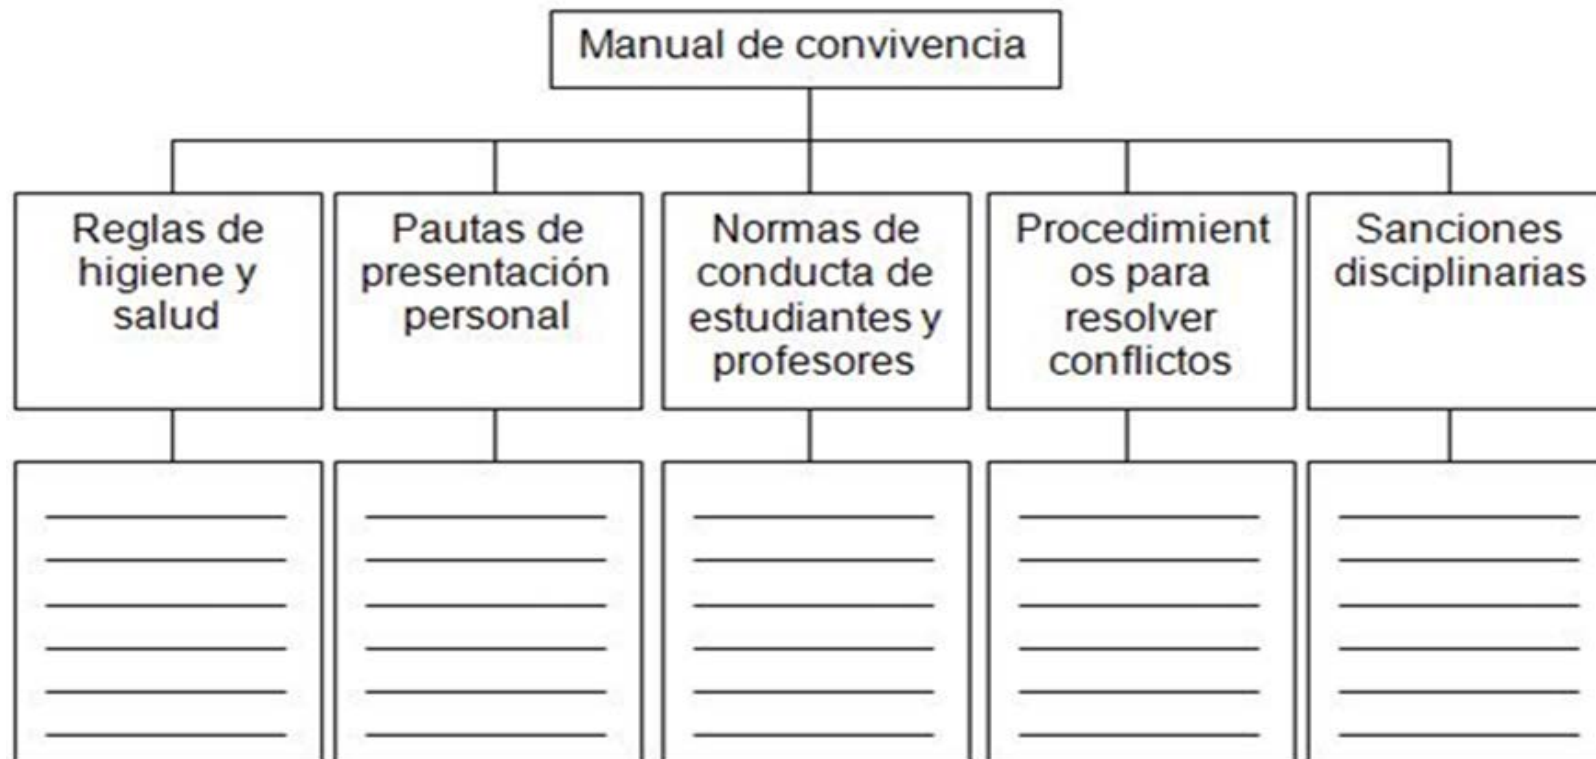 Manual de convivencia
Reglas de
higiene y
salud
Pautas de
presentación
personal
Normas de
conducta de
estudiantes y
profesores
Procedimient
os para
resolver
conflictos
Sanciones
disciplinarias